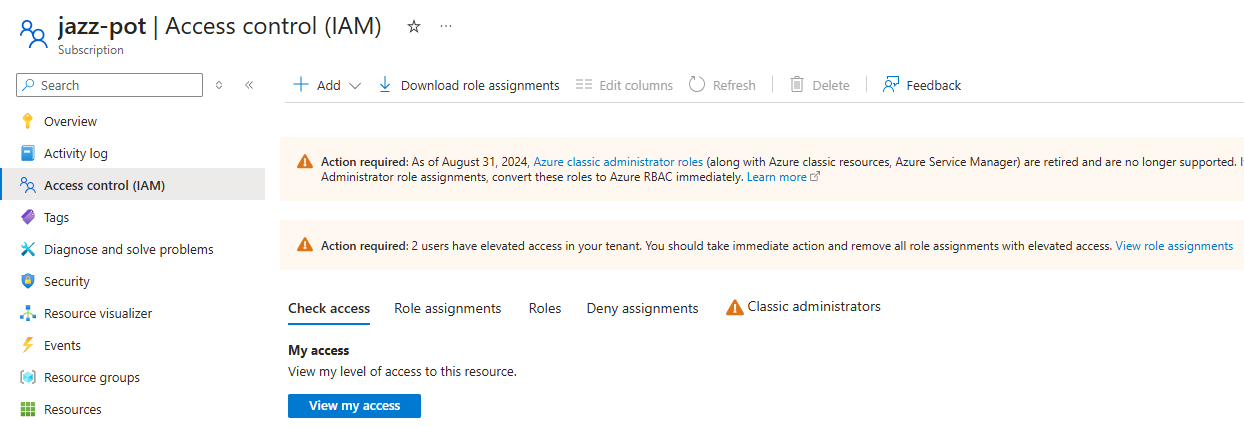 jazz-pot | Access control (IAM)
Subscription
Search
Overview
Activity log
Access control (IAM)
Tags
Diagnose and solve problems
Security
Resource visualizer
Events
Resource groups
Resources
Add
Download role assignments
Edit columns
Refresh
Delete
Feedback
Action required: As of August 31, 2024, Azure classic administrator roles (along with Azure classic resources, Azure Service Manager) are retired and are no longer supported.
Administrator role assignments, convert these roles to Azure RBAC immediately. Learn more
Action required: 2 users have elevated access in your tenant. You should take immediate action and remove all role assignments with elevated access. View role assignments
Check access
Role assignments
Roles
Deny assignments
Classic administrators
My access
View my level of access to this resource.
View my access